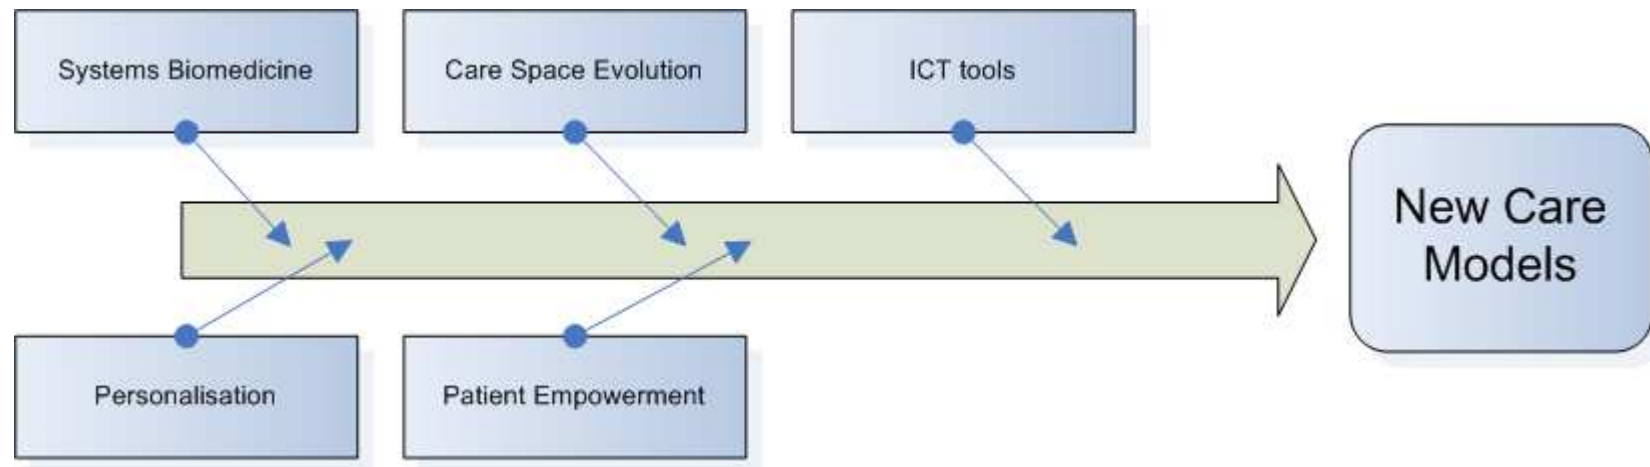 Systems Biomedicine
Care Space Evolution
ICT tools
New Care
Models
Personalisation
Patient Empowerment